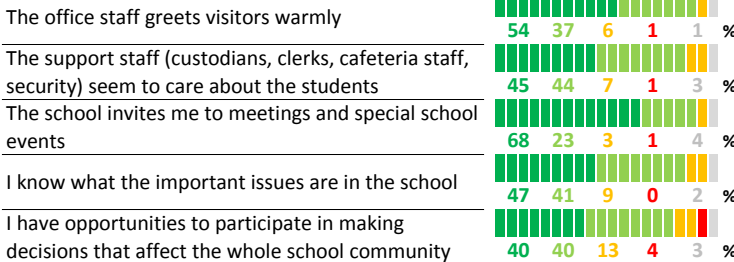 The office staff greets visitors warmly
54 37 6 1 1 %
The support staff (custodians, clerks, cafeteria staff,
security) seem to care about the students
45 44 7 1 3 %
The school invites me to meetings and special school
events
68 23 3 1 4 %
I know what the important issues are in the school
47 41 9 0 2 %
I have opportunities to participate in making
decisions that affect the whole school community
40 40 13 4 3 %